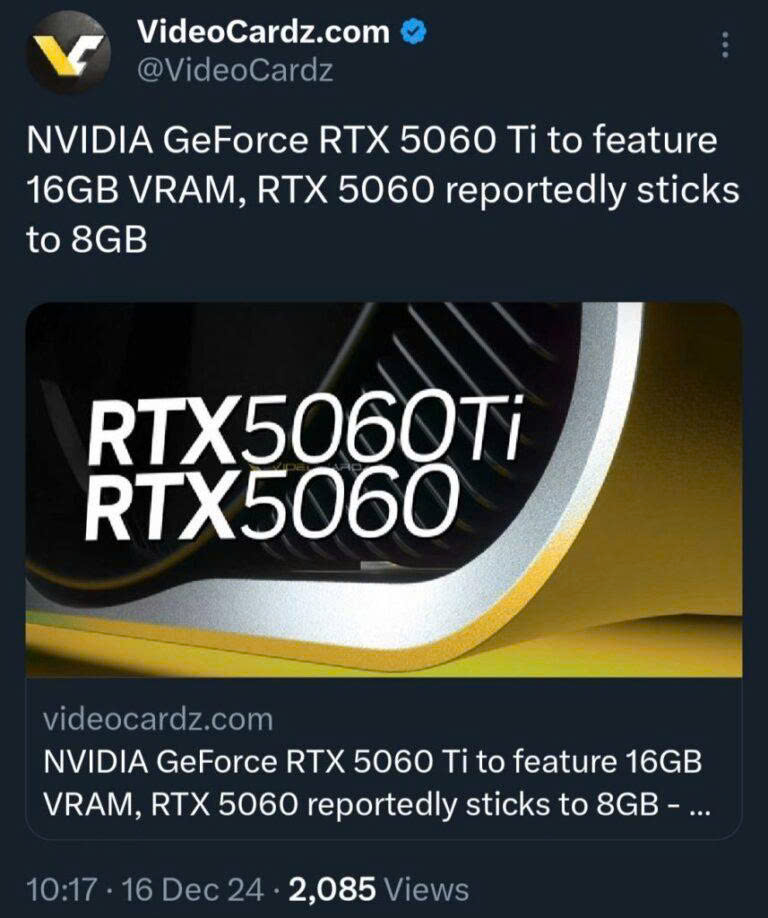 VideoCardz.com
@VideoCardz
NVIDIA GeForce RTX 5060 Ti to feature
16GB VRAM, RTX 5060 reportedly sticks
to 8GB
RTX5060Ti
RTX5060
videocardz.com
NVIDIA GeForce RTX 5060 Ti to feature 16GB
VRAM, RTX 5060 reportedly sticks to 8GB - ...
10:17 · 16 Dec 24 · 2,085 Views